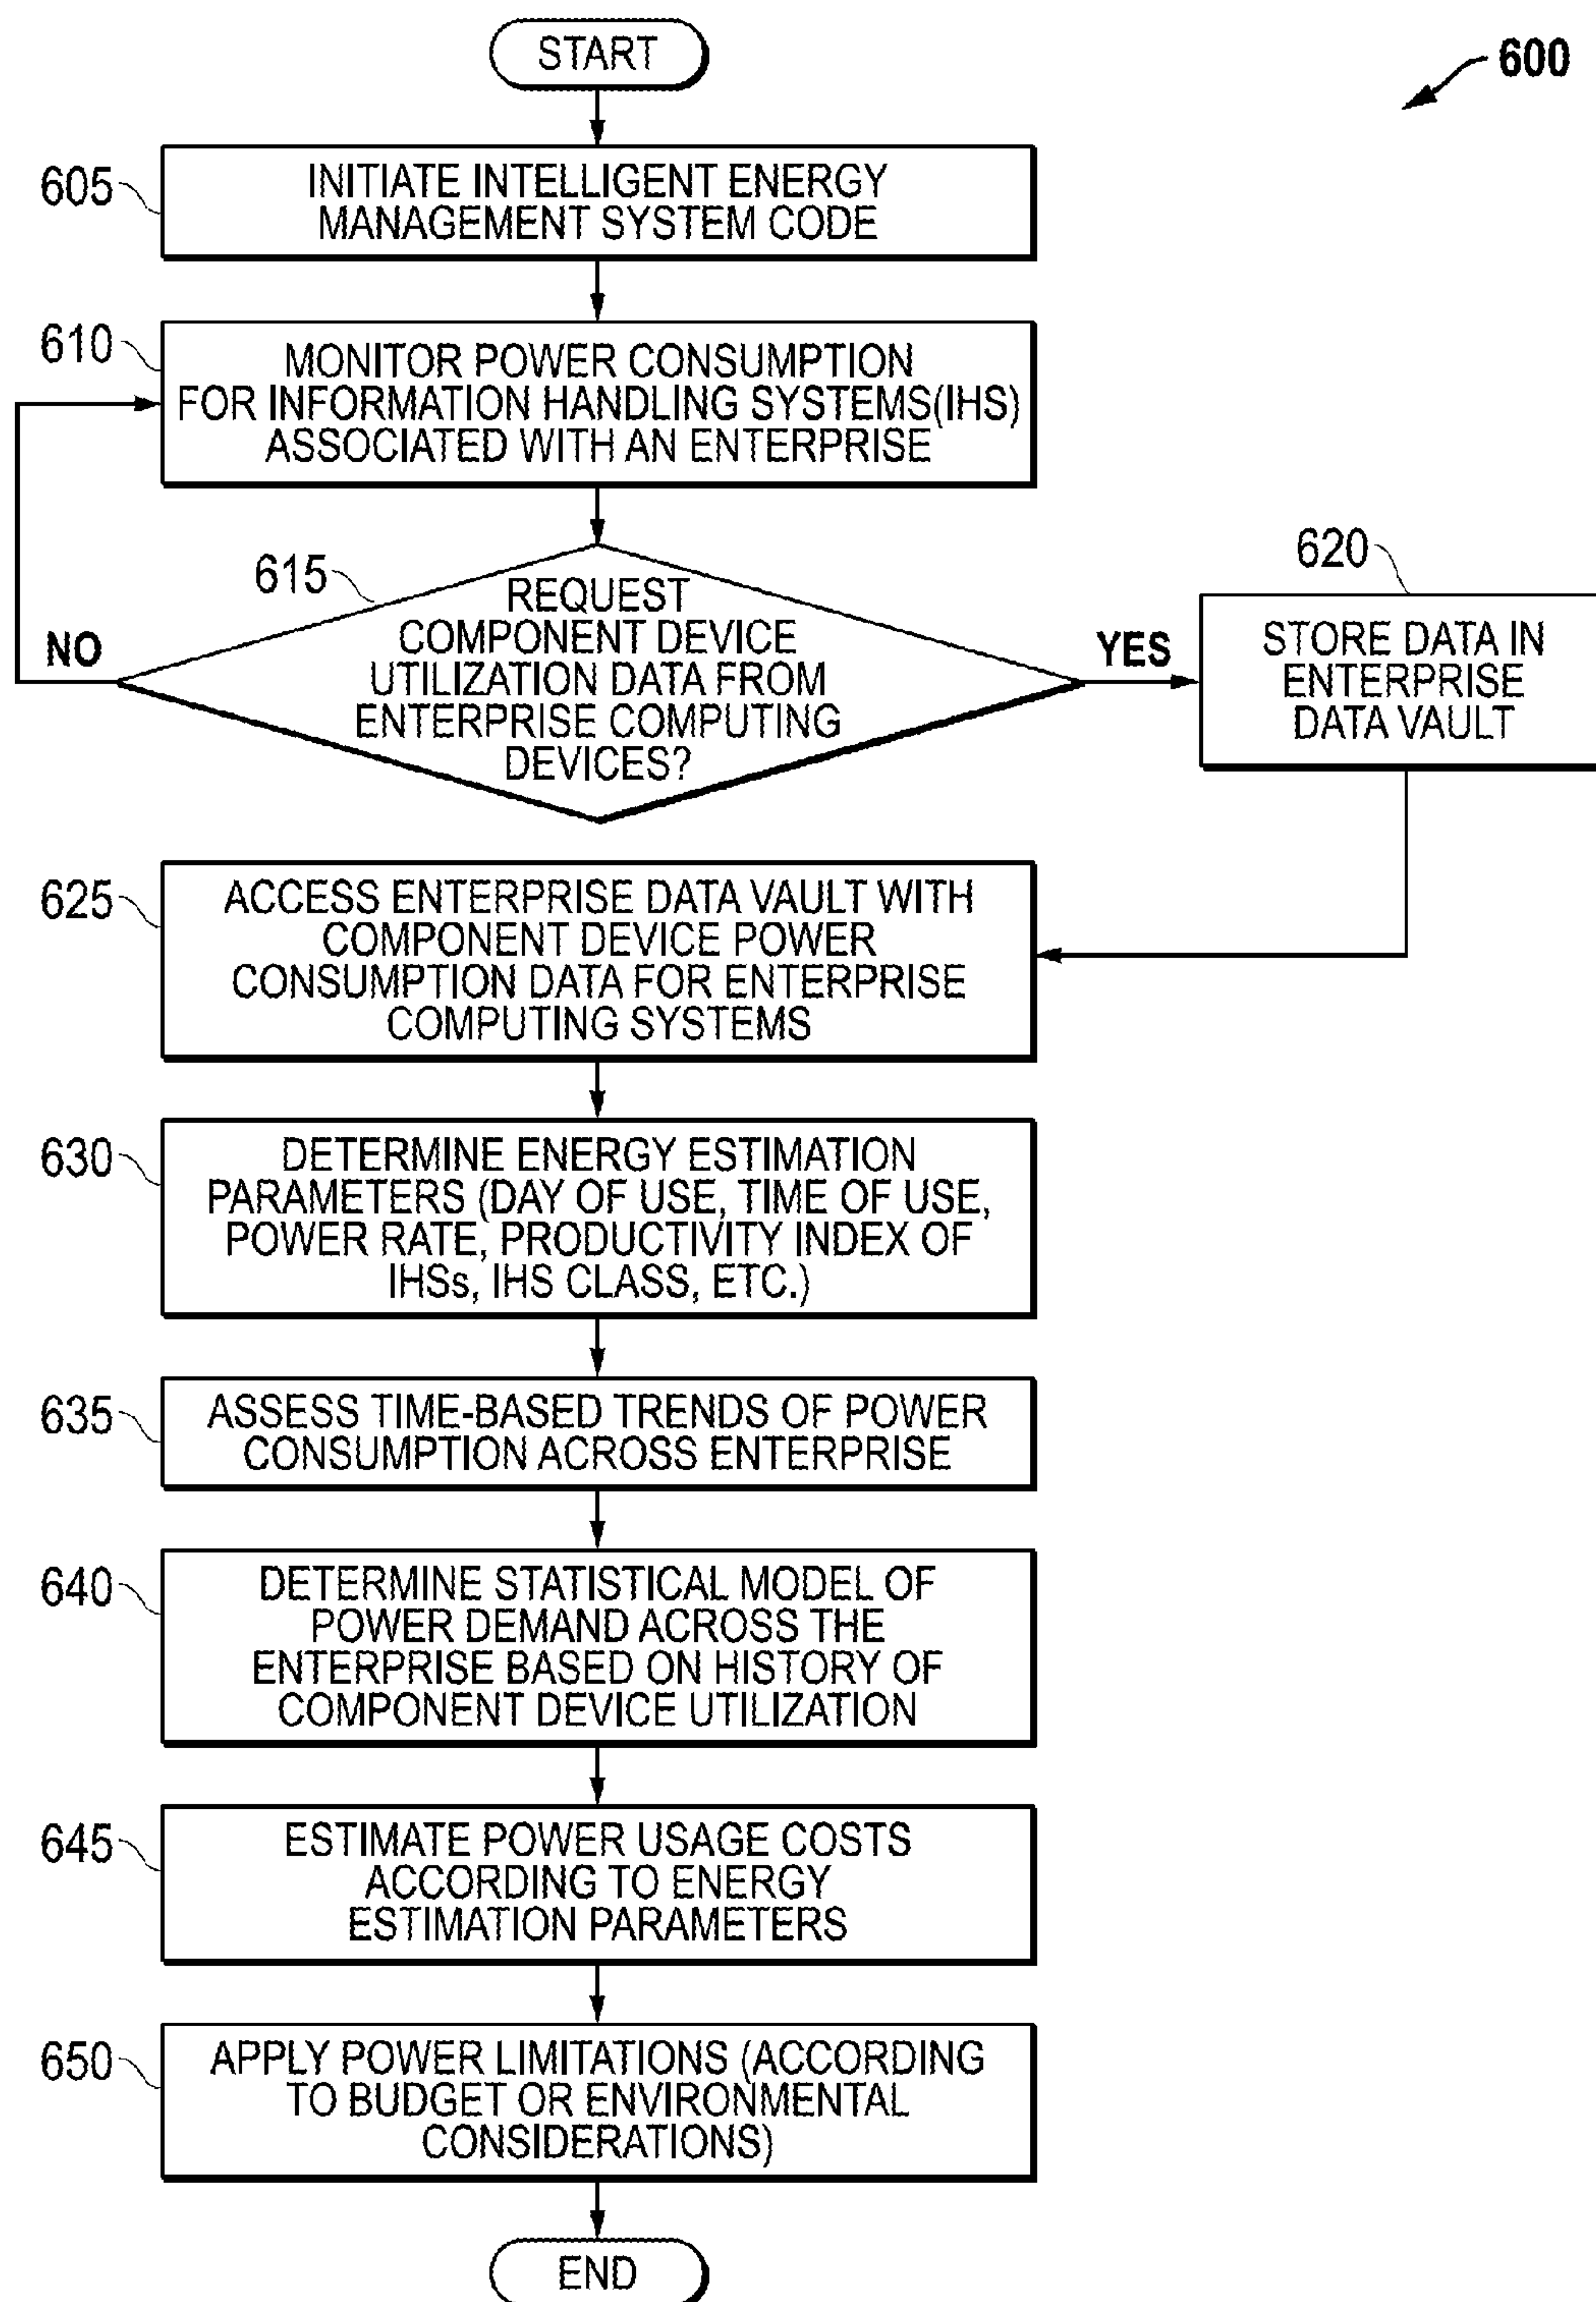 START
600
605
INITIATE INTELLIGENT ENERGY
MANAGEMENT SYSTEM CODE
610
MONITOR POWER CONSUMPTION
FOR INFORMATION HANDLING SYSTEMS(IHS)
ASSOCIATED WITH AN ENTERPRISE
615
REQUEST
COMPONENT DEVICE
UTILIZATION DATA FROM
ENTERPRISE COMPUTING
DEVICES?
NO
YES
620
STORE DATA IN
ENTERPRISE
DATA VAULT
625
ACCESS ENTERPRISE DATA VAULT WITH
COMPONENT DEVICE POWER
CONSUMPTION DATA FOR ENTERPRISE
COMPUTING SYSTEMS
630
DETERMINE ENERGY ESTIMATION
PARAMETERS (DAY OF USE, TIME OF USE,
POWER RATE, PRODUCTIVITY INDEX OF
IHSs, IHS CLASS, ETC.)
635
ASSESS TIME-BASED TRENDS OF POWER
CONSUMPTION ACROSS ENTERPRISE
640
DETERMINE STATISTICAL MODEL OF
POWER DEMAND ACROSS THE
ENTERPRISE BASED ON HISTORY OF
COMPONENT DEVICE UTILIZATION
645
ESTIMATE POWER USAGE COSTS
ACCORDING TO ENERGY
ESTIMATION PARAMETERS
650
APPLY POWER LIMITATIONS (ACCORDING
TO BUDGET OR ENVIRONMENTAL
CONSIDERATIONS)
END